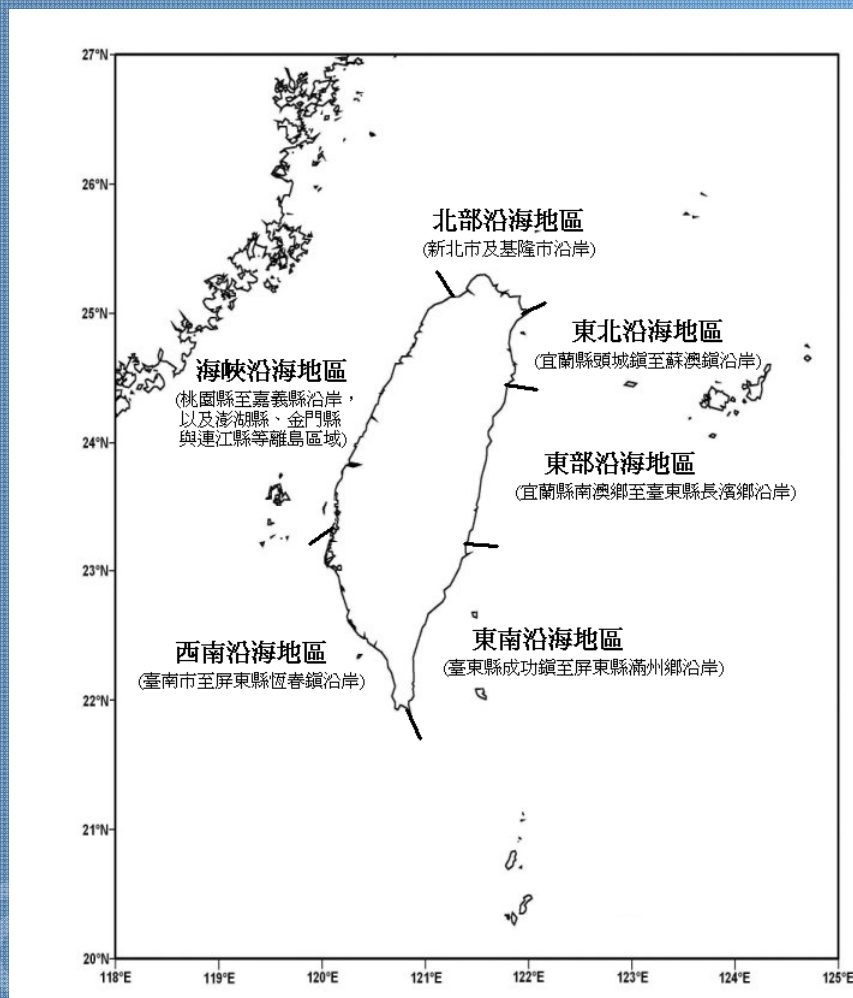 27°N
26°N
北部沿海地區
(新北市及基隆市沿岸)
25°N
東北沿海地區
(宜蘭縣頭城鎮至蘇澳鎮沿岸)
海峽沿海地區
(桃園縣至嘉義縣沿岸，
以及澎湖縣、金門縣
與連江縣等離島區域)
24°N
東部沿海地區
(宜蘭縣南澳鄉至臺東縣長濱鄉沿岸)
23°N
東南沿海地區
(臺東縣成功鎮至屏東縣滿州鄉沿岸)
西南沿海地區
(臺南市至屏東縣恆春鎮沿岸)
22°N
21°N
20°N
118°E 119°E 120°E 121°E 122°E 123°E 124°E 125°E